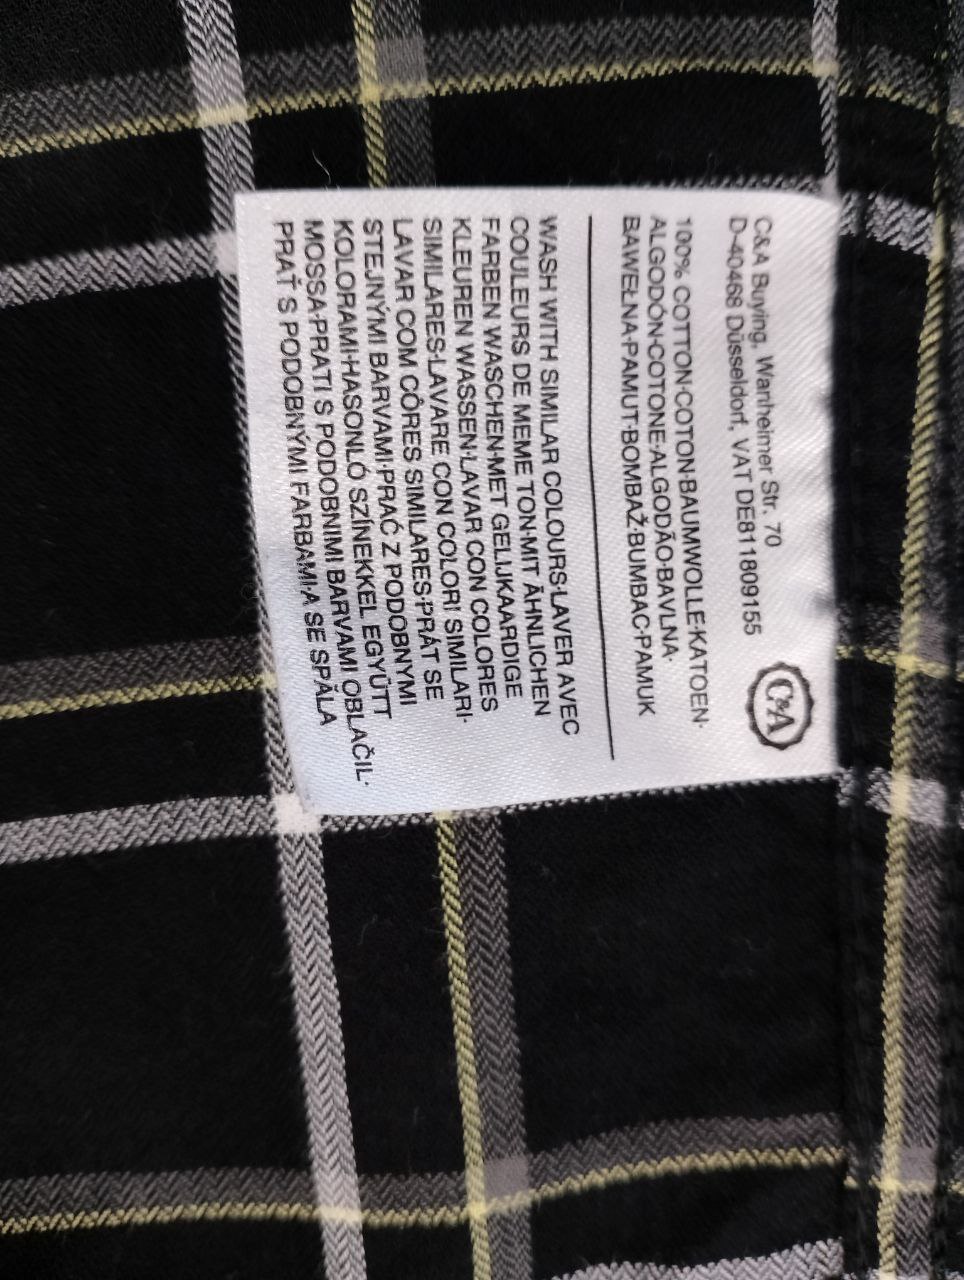 C&A Buying, Wanheimer Str. 70
D-40468 Düsseldorf, VAT DE811809155
C&A
100% COTTON·COTON·BAUMWOLLE·KATOEN·
ALGODÓN·COTONE·ALGODÃO·BAVLNA·
BAWEŁNA·PAMUT·BOMBAŽ·BUMBAC·PAMUK
WASH WITH SIMILAR COLOURS·LAVER AVEC
COULEURS DE MEME TON·MIT ÄHNLICHEN
FARBEN WASCHEN·MET GELIJKAARDIGE
KLEUREN WASSEN·LAVAR CON COLORES
SIMILARES·LAVARE CON COLORI SIMILARI·
LAVAR COM CÔRES SIMILARES·PRÁT SE
STEJNÝMI BARVAMI·PRAĆ Z PODOBNYMI
KOLORAMI·HASONLÓ SZÍNEKKEL EGYÜTT
MOSSA·PRATI S PODOBNIMI BARVAMI OBLAČIL·
PRAŤ S PODOBNÝMI FARBAMI·A SE SPĂLA